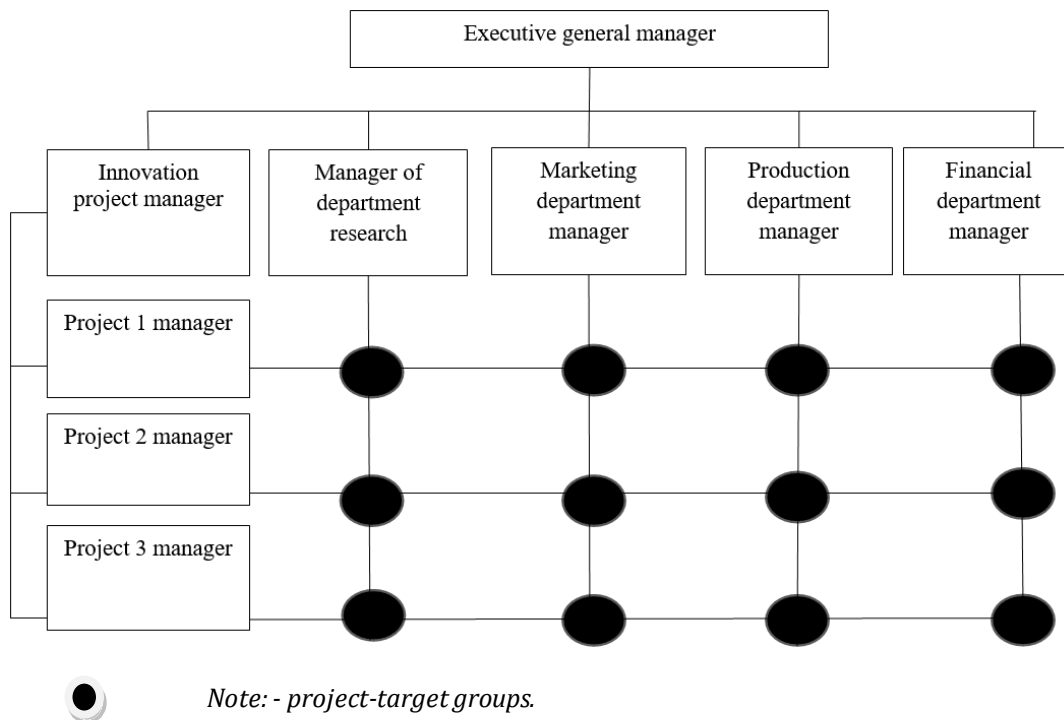 Executive general manager
Innovation
project manager
Manager of
department
research
Marketing
department
manager
Production
department
manager
Financial
department
manager
Project 1 manager
Project 2 manager
Project 3 manager
Note: - project-target groups.